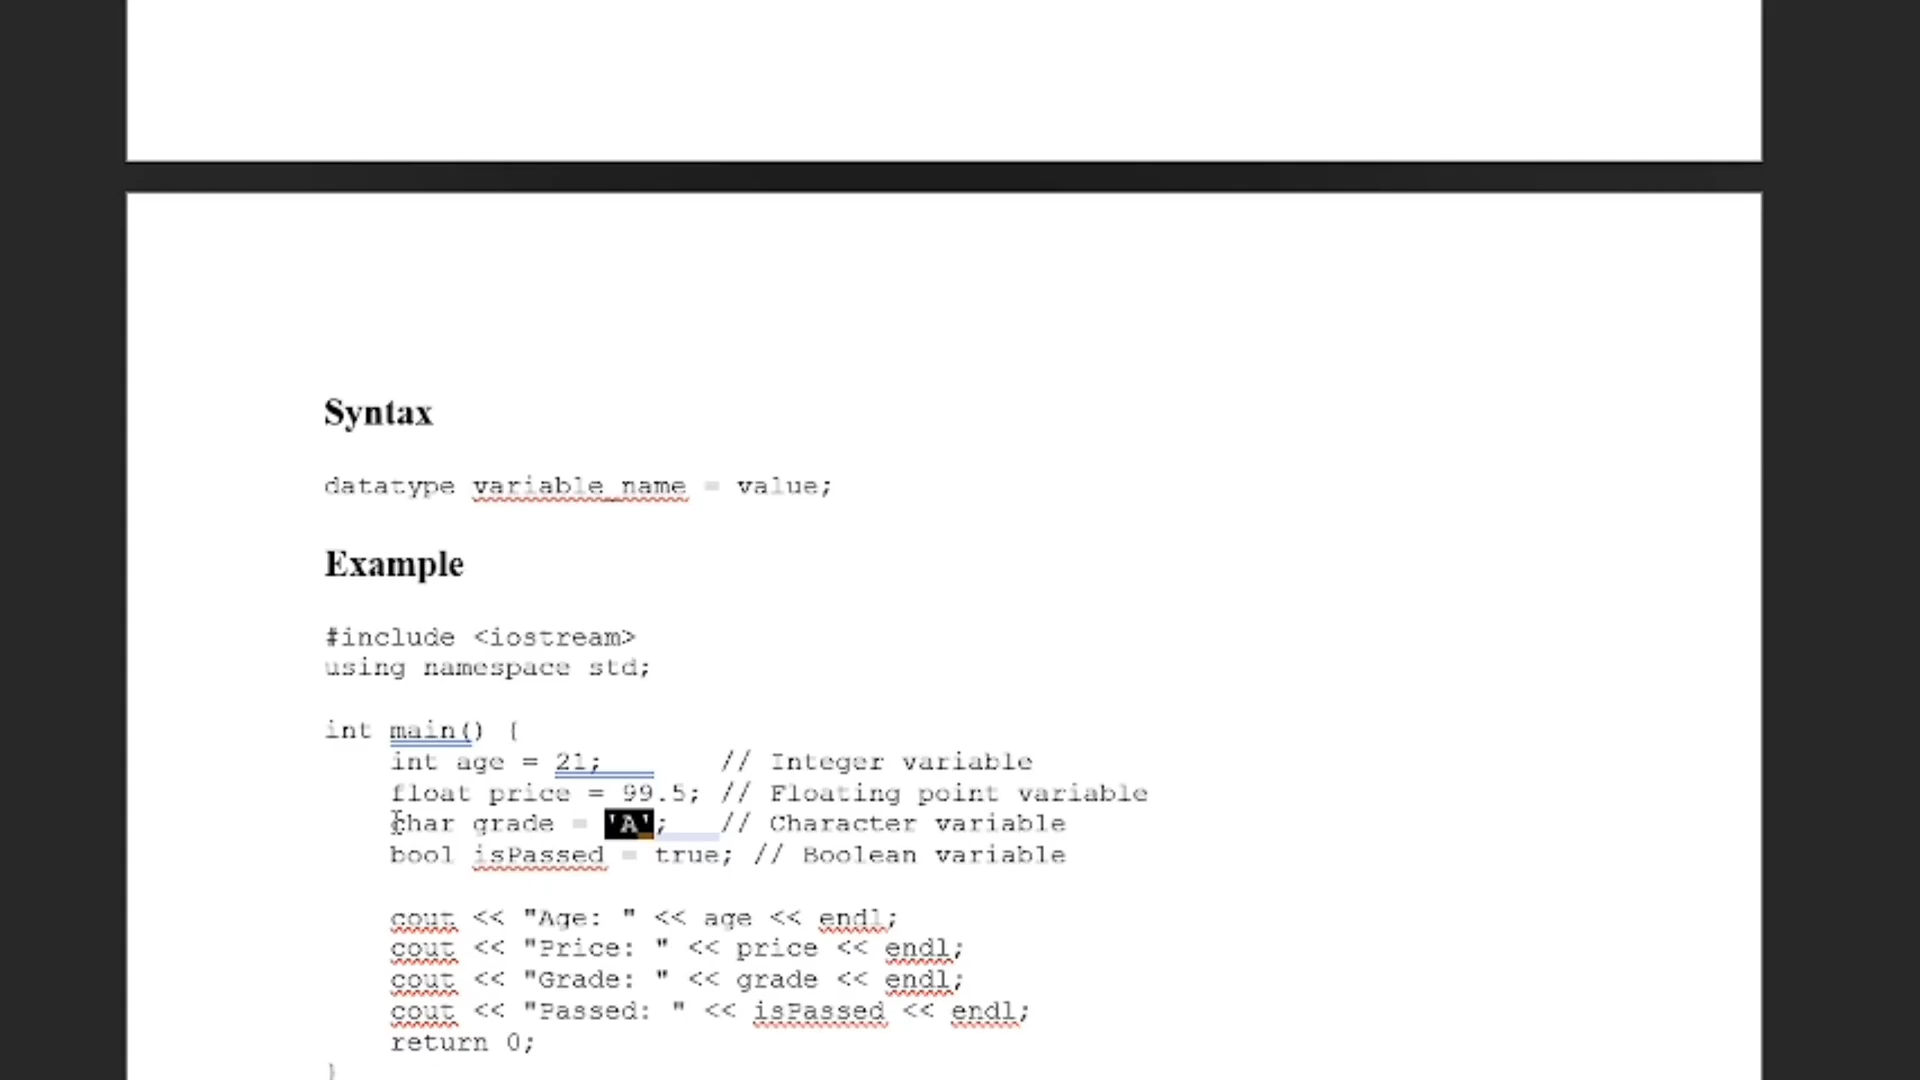 Syntax
datatype variable_name = value;
Example
#include <iostream>
using namespace std;
int main() {
int age = 21; // Integer variable
float price = 99.5; // Floating point variable
char grade = 'A'; // Character variable
bool isPassed = true; // Boolean variable
cout << "Age: " << age << endl;
cout << "Price: " << price << endl;
cout << "Grade: " << grade << endl;
cout << "Passed: " << isPassed << endl;
return 0;
}